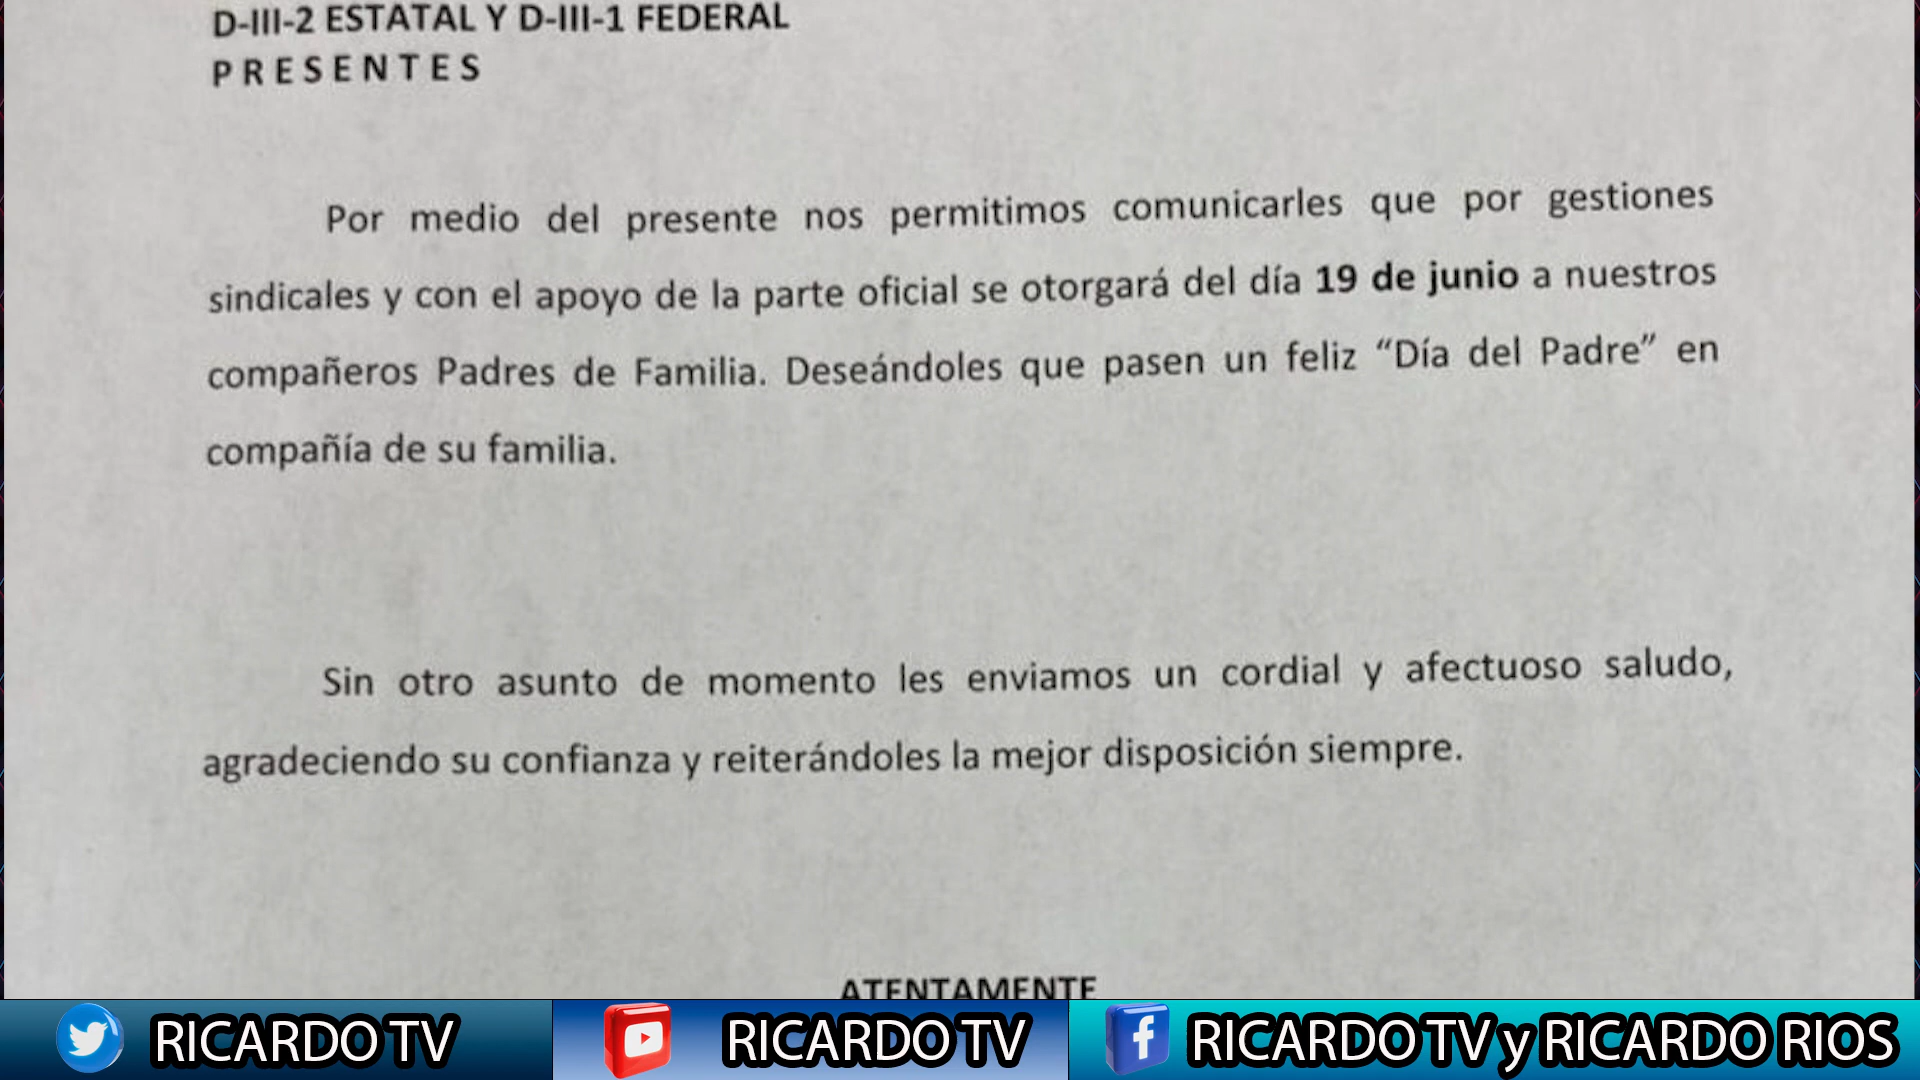 D-III-2 ESTATAL Y D-III-1 FEDERAL
P R E S E N T E S
Por medio del presente nos permitimos comunicarles que por gestiones
sindicales y con el apoyo de la parte oficial se otorgará del día 19 de junio a nuestros
compañeros Padres de Familia. Deseándoles que pasen un feliz “Día del Padre” en
compañía de su familia.
Sin otro asunto de momento les enviamos un cordial y afectuoso saludo,
agradeciendo su confianza y reiterándoles la mejor disposición siempre.
ATENTAMENTE
RICARDO TV
RICARDO TV
RICARDO TV y RICARDO RIOS